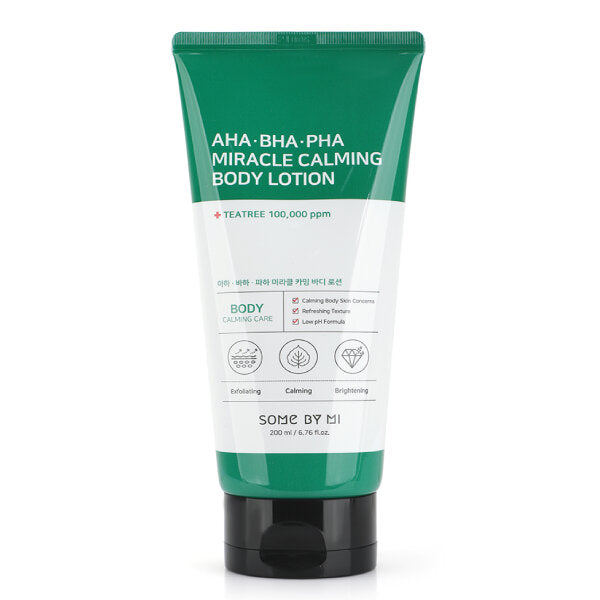 AHA·BHA·PHA
MIRACLE CALMING
BODY LOTION
+ TEATREE 100,000 ppm
아하 · 바하 · 파하 미라클 카밍 바디 로션
BODY
CALMING CARE
Calming Body Skin Concerns
Refreshing Texture
Low pH Formula
Exfoliating Calming Brightening
SOME BY MI
200 ml / 6.76 fl.oz.